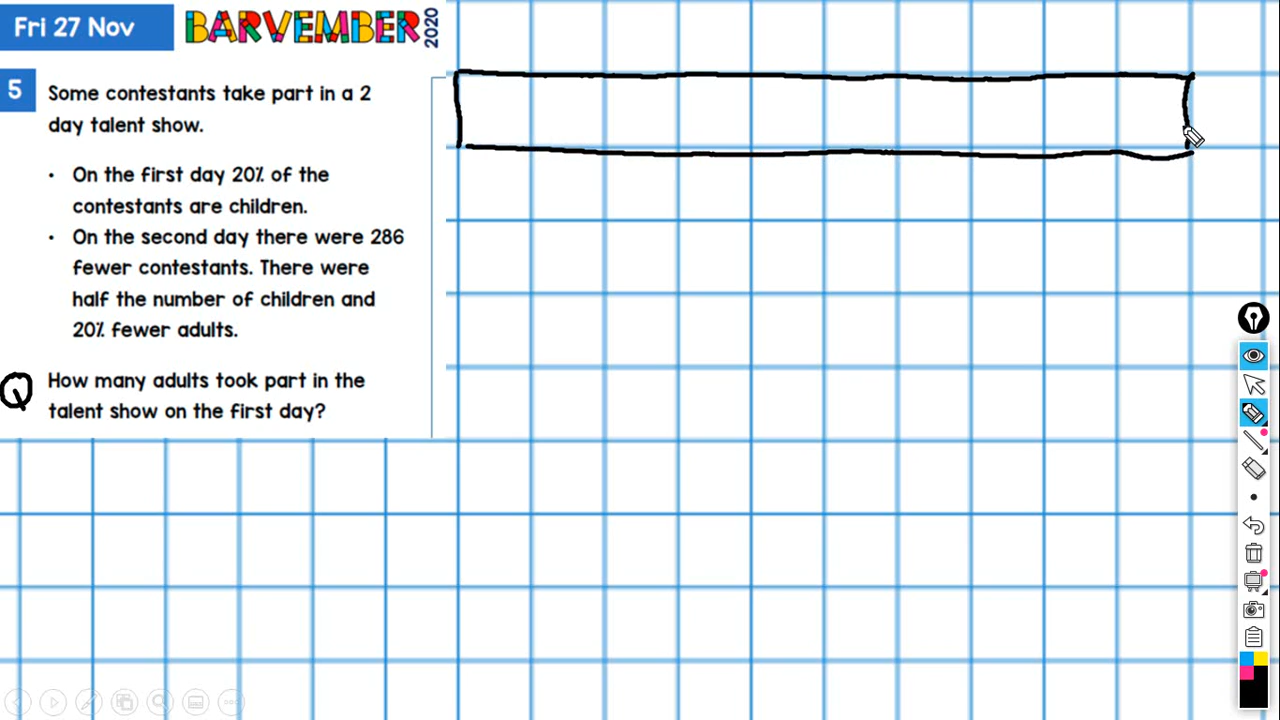 Fri 27 Nov
BARVEMBER 2020
5
Some contestants take part in a 2
day talent show.
• On the first day 20% of the
contestants are children.
• On the second day there were 286
fewer contestants. There were
half the number of children and
20% fewer adults.
Q
How many adults took part in the
talent show on the first day?